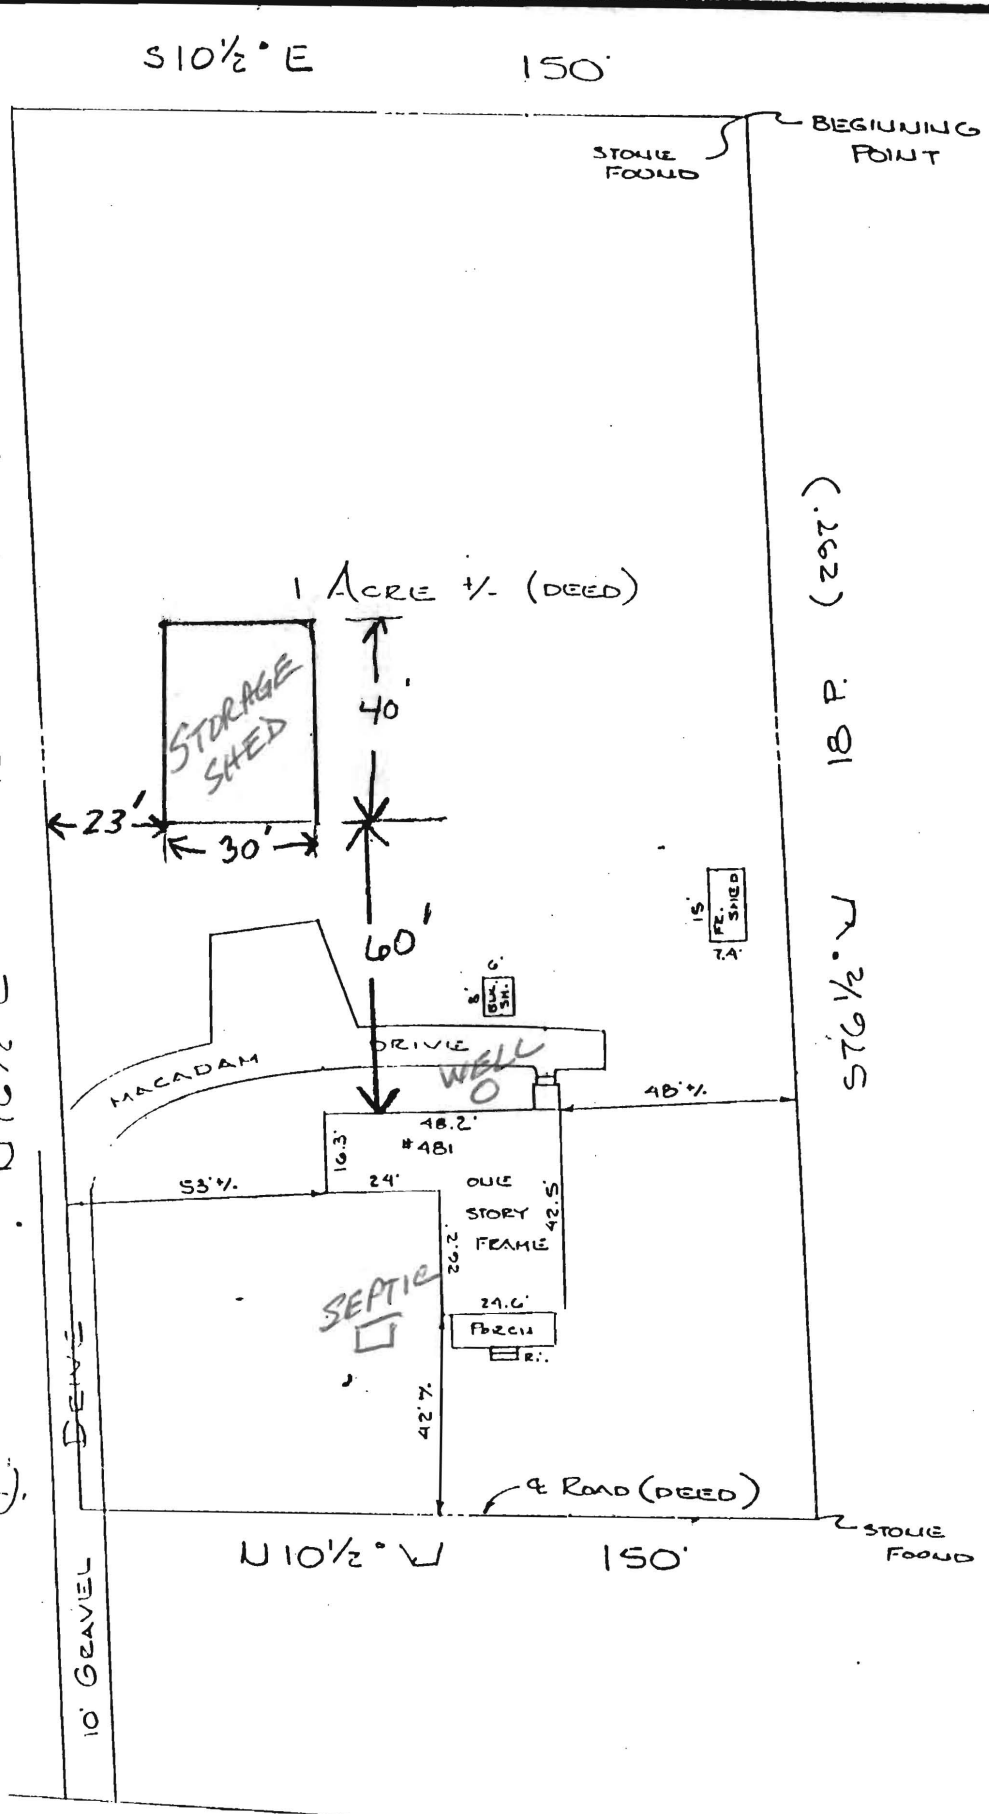 S10½° E 150'
BEGINNING
POINT
STONE
FOUND
(297.')
18 P.
S76½° W
1 ACRE +/- (DEED)
STORAGE
SHED
40'
23'
30'
60'
15'
FR.
SHED
7.4'
6'
8'
BLK.
SH.
MACADAM
DRIVE
WELL
48.2'
#481
48'+/-
16.3'
24'
53'+/-
ONE
STORY
FRAME
42.5'
26.2'
24.6'
PORCH
SEPTIC
42'+/-
DRIVE
℄ ROAD (DEED)
STONE
FOUND
N10½° W 150'
10' GRAVEL